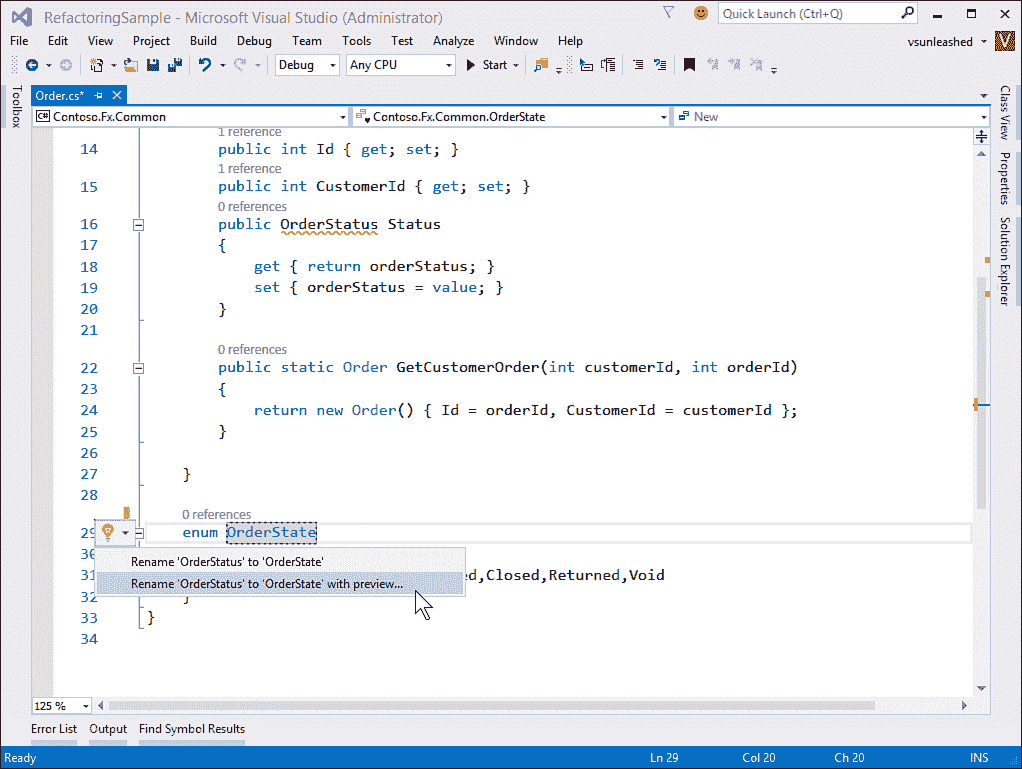 RefactoringSample - Microsoft Visual Studio (Administrator)
Quick Launch (Ctrl+Q)
File Edit View Project Build Debug Team Tools Test Analyze Window Help
vsunleashed
Debug Any CPU Start
Order.cs*
Toolbox
Class View
Properties
Solution Explorer
C# Contoso.Fx.Common Contoso.Fx.Common.OrderState New
1 reference
14 public int Id { get; set; }
1 reference
15 public int CustomerId { get; set; }
0 references
16 public OrderStatus Status
17 {
18 get { return orderStatus; }
19 set { orderStatus = value; }
20 }
21
0 references
22 public static Order GetCustomerOrder(int customerId, int orderId)
23 {
24 return new Order() { Id = orderId, CustomerId = customerId };
25 }
26
27 }
28
0 references
29 enum OrderState
30
Rename 'OrderStatus' to 'OrderState'
31 ed,Closed,Returned,Void
Rename 'OrderStatus' to 'OrderState' with preview...
32 }
33 }
34
125 %
Error List Output Find Symbol Results
Ready Ln 29 Col 20 Ch 20 INS